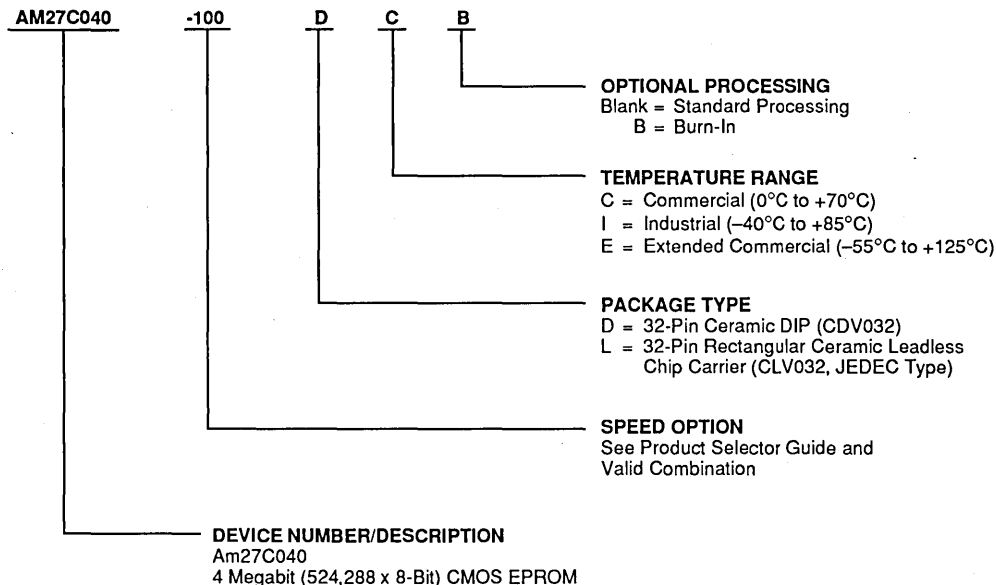 AM27C040 -100 D C B
OPTIONAL PROCESSING
Blank = Standard Processing
B = Burn-In
TEMPERATURE RANGE
C = Commercial (0°C to +70°C)
I = Industrial (–40°C to +85°C)
E = Extended Commercial (–55°C to +125°C)
PACKAGE TYPE
D = 32-Pin Ceramic DIP (CDV032)
L = 32-Pin Rectangular Ceramic Leadless
Chip Carrier (CLV032, JEDEC Type)
SPEED OPTION
See Product Selector Guide and
Valid Combination
DEVICE NUMBER/DESCRIPTION
Am27C040
4 Megabit (524,288 x 8-Bit) CMOS EPROM